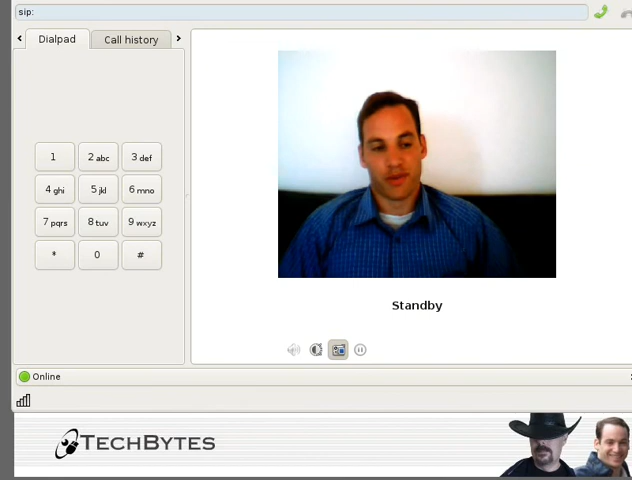 sip:
Dialpad
Call history
1
2 abc
3 def
4 ghi
5 jkl
6 mno
7 pqrs
8 tuv
9 wxyz
*
0
#
Standby
Online
TECHBYTES